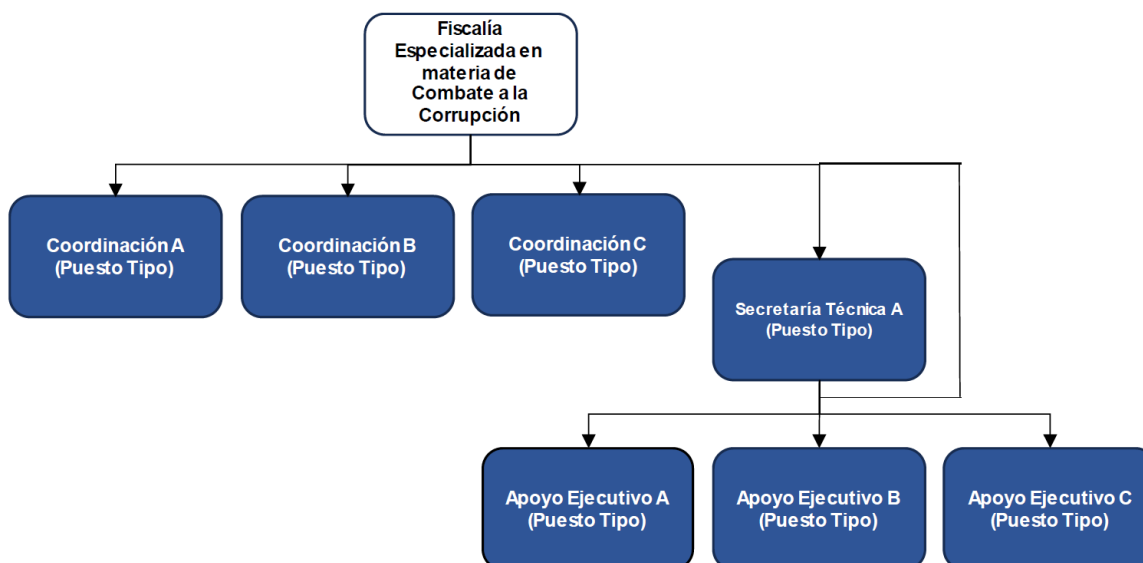 Fiscalía
Especializada en
materia de
Combate a la
Corrupción
Coordinación A
(Puesto Tipo)
Coordinación B
(Puesto Tipo)
Coordinación C
(Puesto Tipo)
Secretaría Técnica A
(Puesto Tipo)
Apoyo Ejecutivo A
(Puesto Tipo)
Apoyo Ejecutivo B
(Puesto Tipo)
Apoyo Ejecutivo C
(Puesto Tipo)